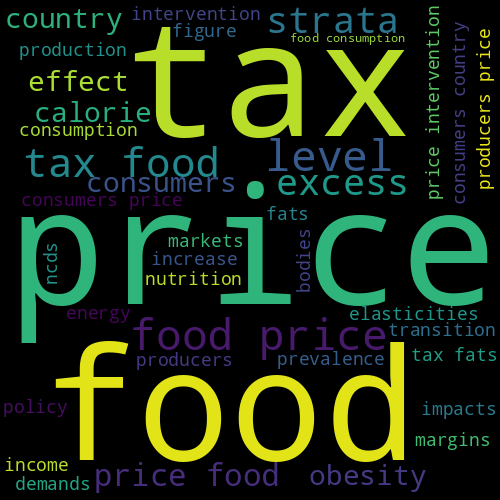 country
intervention
strata
figure
production
food consumption
tax
effect
calorie
consumption
tax food
level
consumers
excess
price intervention
consumers country
producers price
consumers price
fats
price
markets
increase
nutrition
ncds
bodies
energy
elasticities
food price
transition
producers
prevalence
tax fats
food
policy
impacts
margins
income
demands
price food
obesity